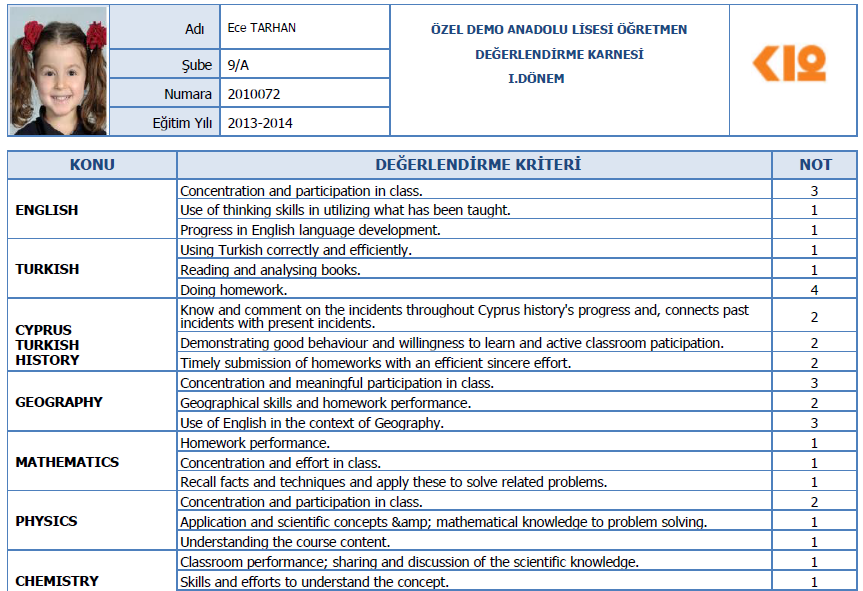 Adı Ece TARHAN
Şube 9/A
Numara 2010072
Eğitim Yılı 2013-2014
ÖZEL DEMO ANADOLU LİSESİ ÖĞRETMEN
DEĞERLENDİRME KARNESİ
I.DÖNEM
K12
KONU DEĞERLENDİRME KRİTERİ NOT
ENGLISH
Concentration and participation in class. 3
Use of thinking skills in utilizing what has been taught. 1
Progress in English language development. 1
TURKISH
Using Turkish correctly and efficiently. 1
Reading and analysing books. 1
Doing homework. 4
CYPRUS
TURKISH
HISTORY
Know and comment on the incidents throughout Cyprus history's progress and, connects past
incidents with present incidents. 2
Demonstrating good behaviour and willingness to learn and active classroom paticipation. 2
Timely submission of homeworks with an efficient sincere effort. 2
GEOGRAPHY
Concentration and meaningful participation in class. 3
Geographical skills and homework performance. 2
Use of English in the context of Geography. 3
MATHEMATICS
Homework performance. 1
Concentration and effort in class. 1
Recall facts and techniques and apply these to solve related problems. 1
PHYSICS
Concentration and participation in class. 2
Application and scientific concepts &amp; mathematical knowledge to problem solving. 1
Understanding the course content. 1
CHEMISTRY
Classroom performance; sharing and discussion of the scientific knowledge. 1
Skills and efforts to understand the concept. 1